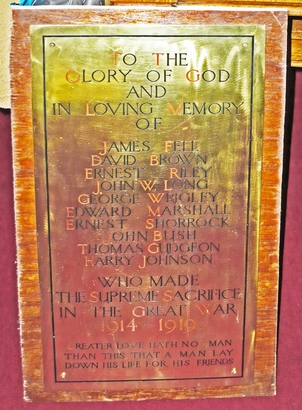 TO THE
GLORY OF GOD
AND
IN LOVING MEMORY
OF
JAMES FELL
DAVID BROWN
ERNEST RILEY
JOHN W. LONG
GEORGE WRIGLEY
EDWARD MARSHALL
ERNEST SHORROCK
JOHN BUSH
THOMAS GUDGEON
HARRY JOHNSON
WHO MADE
THE SUPREME SACRIFICE
IN THE GREAT WAR
1914 - 1919
GREATER LOVE HATH NO MAN
THAN THIS THAT A MAN LAY
DOWN HIS LIFE FOR HIS FRIENDS